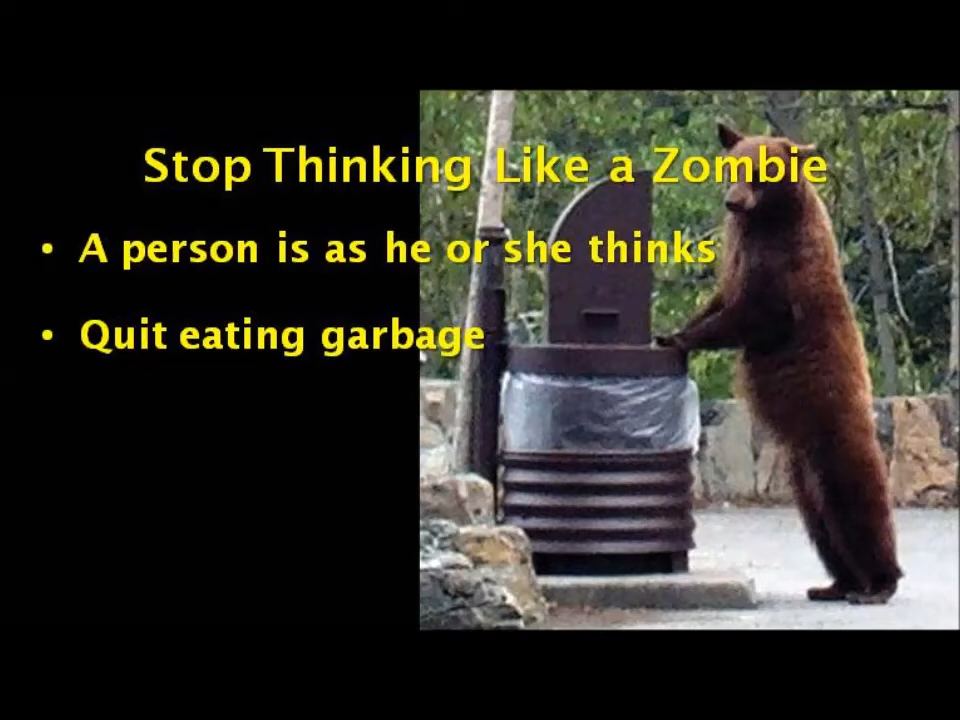 Stop Thinking Like a Zombie
• A person is as he or she thinks
• Quit eating garbage